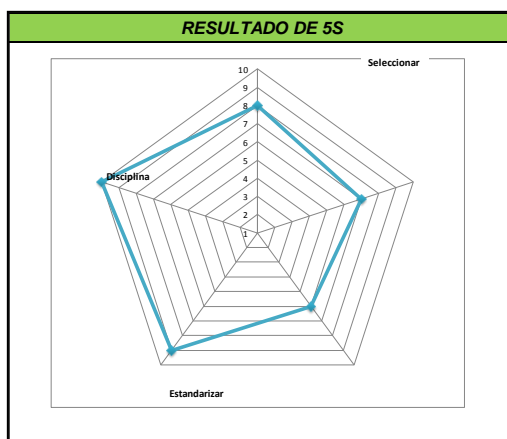 RESULTADO DE 5S
Seleccionar
10
9
8
7
6
5
4
3
2
1
Disciplina
Estandarizar